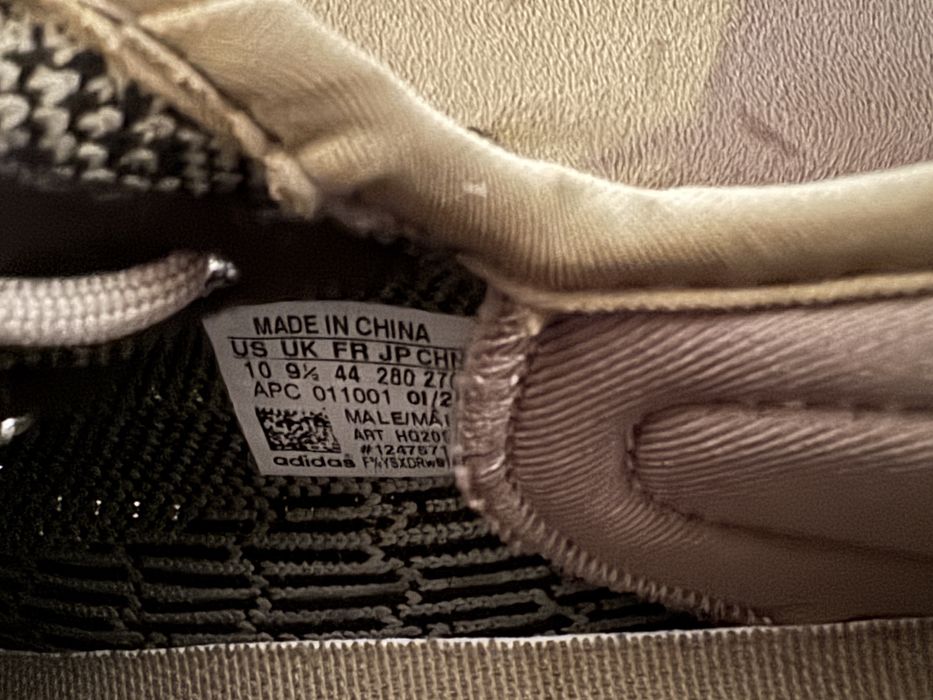 MADE IN CHINA
US UK FR JP CHN
10 9½ 44 280 270
APC 011001 01/2
MALE/MÂ
ART HQ20
#1247671
adidas